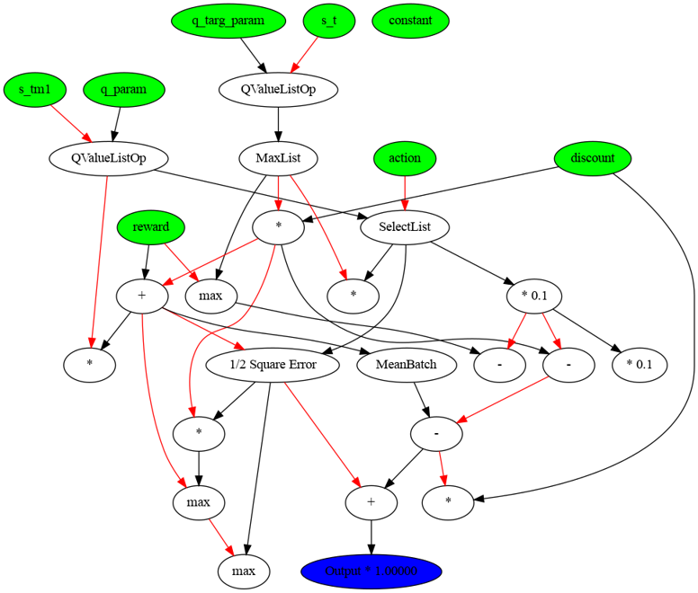 q_targ_param
s_t
constant
s_tm1
q_param
QValueListOp
QValueListOp
MaxList
action
discount
reward
*
SelectList
+
max
*
* 0.1
*
1/2 Square Error
MeanBatch
-
-
* 0.1
*
-
max
+
*
max
Output * 1.00000